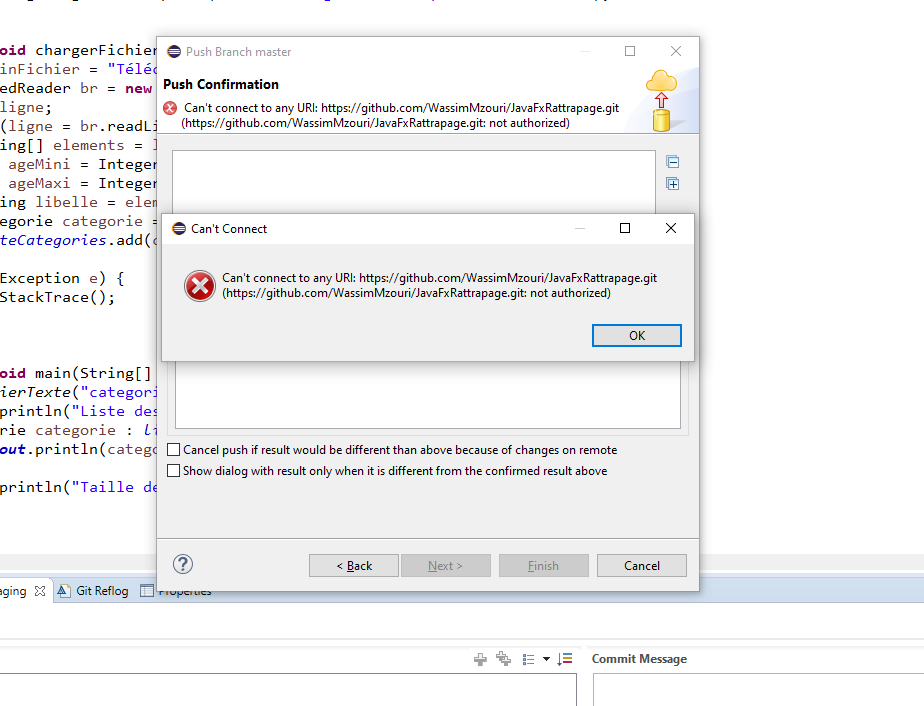 Push Branch master
oid chargerFichier
Push Confirmation
inFichier = "Téléc
edReader br = new
Can't connect to any URI: https://github.com/WassimMzouri/JavaFxRattrapage.git
(https://github.com/WassimMzouri/JavaFxRattrapage.git: not authorized)
ligne;
(ligne = br.readLi
ing[] elements = l
ageMini = Integer
ageMaxi = Integer
ing libelle = elem
egorie categorie =
teCategories.add(c
Can't Connect
Exception e) {
StackTrace();
Can't connect to any URI: https://github.com/WassimMzouri/JavaFxRattrapage.git
(https://github.com/WassimMzouri/JavaFxRattrapage.git: not authorized)
OK
oid main(String[]
ierTexte("categori
println("Liste des
rie categorie : li
out.println(catego
println("Taille de
Cancel push if result would be different than above because of changes on remote
Show dialog with result only when it is different from the confirmed result above
< Back
Next >
Finish
Cancel
aging
Git Reflog
Properties
Commit Message